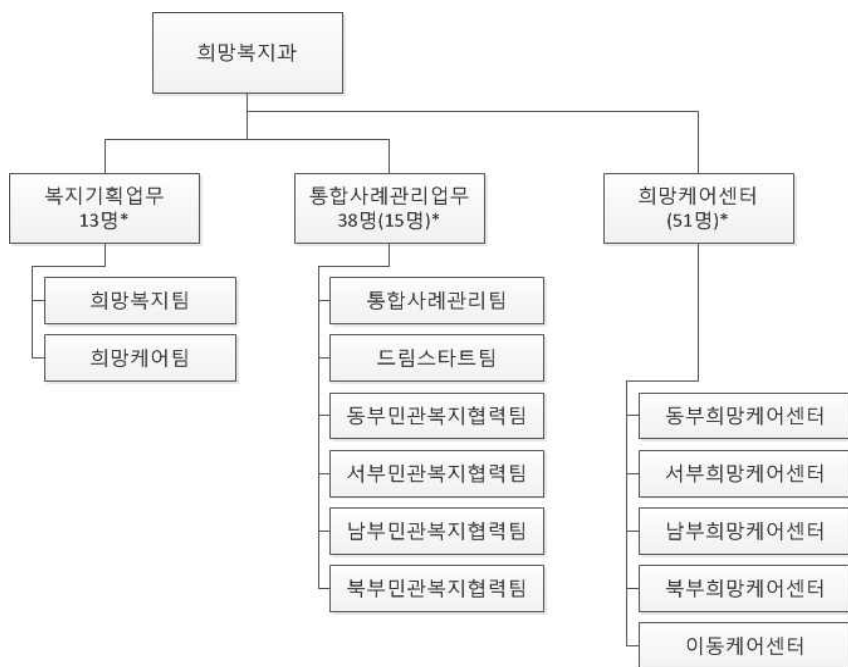 희망복지과
복지기획업무
13명*
희망복지팀
희망케어팀
통합사례관리업무
38명(15명)*
통합사례관리팀
드림스타트팀
동부민관복지협력팀
서부민관복지협력팀
남부민관복지협력팀
북부민관복지협력팀
희망케어센터
(51명)*
동부희망케어센터
서부희망케어센터
남부희망케어센터
북부희망케어센터
이동케어센터